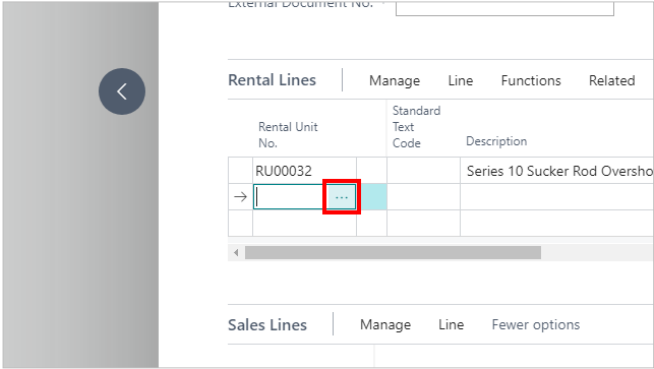 External Document No.
Rental Lines Manage Line Functions Related
Rental Unit No.
Standard Text Code
Description
RU00032 Series 10 Sucker Rod Oversho
Sales Lines Manage Line Fewer options